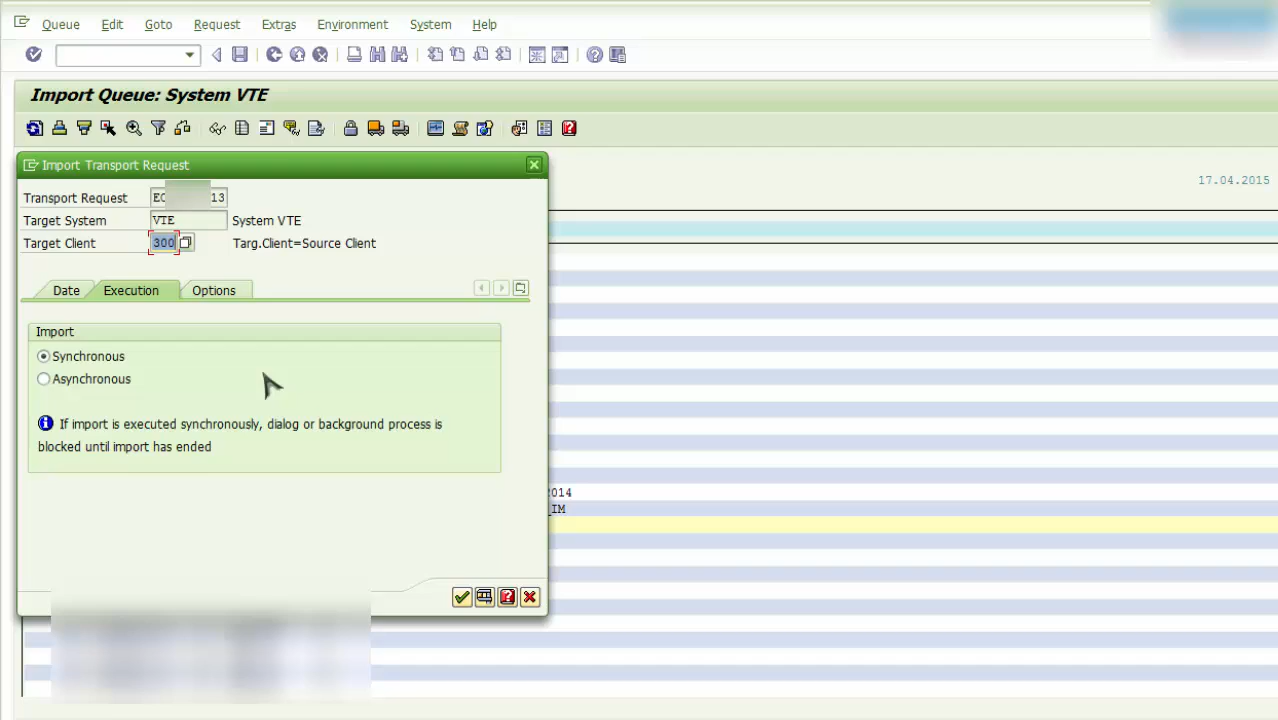 Queue Edit Goto Request Extras Environment System Help
Import Queue: System VTE
Import Transport Request
17.04.2015
Transport Request 13
Target System VTE System VTE
Target Client 300 Targ.Client=Source Client
Date Execution Options
Import
Synchronous
Asynchronous
If import is executed synchronously, dialog or background process is
blocked until import has ended
014
_IM